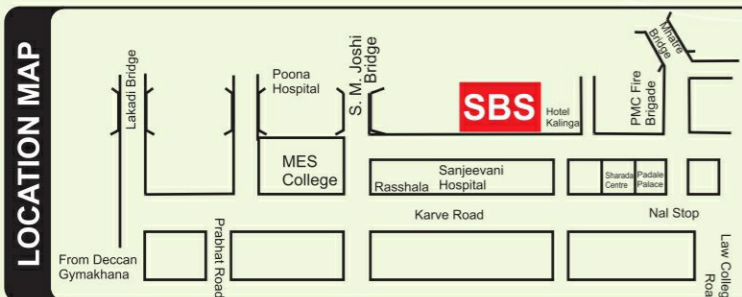 LOCATION MAP
Lakadi Bridge
Poona
Hospital
S. M. Joshi
Bridge
SBS
Hotel
Kalinga
PMC Fire
Brigade
Mhatre
Bridge
MES
College
Rasshala
Sanjeevani
Hospital
Sharada
Centre
Padale
Palace
Karve Road
Nal Stop
From Deccan
Gymakhana
Prabhat Road
Law College
Road